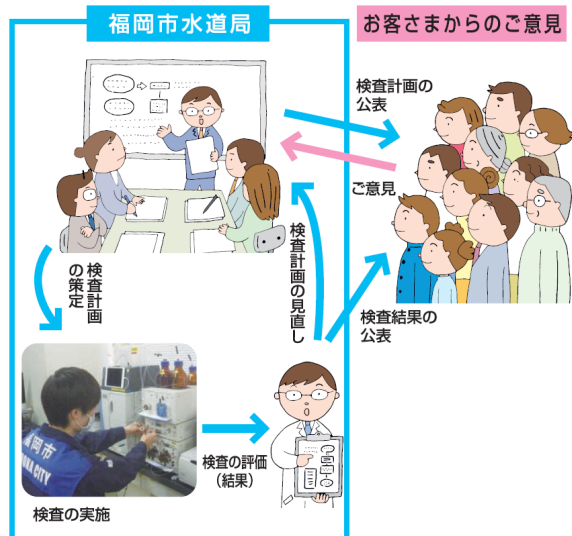 福岡市水道局
お客さまからのご意見
検査計画の
公表
ご意見
検査計画
の策定
検査計画の見直し
検査結果の
公表
検査の評価
（結果）
検査の実施
福岡市
OKA CITY